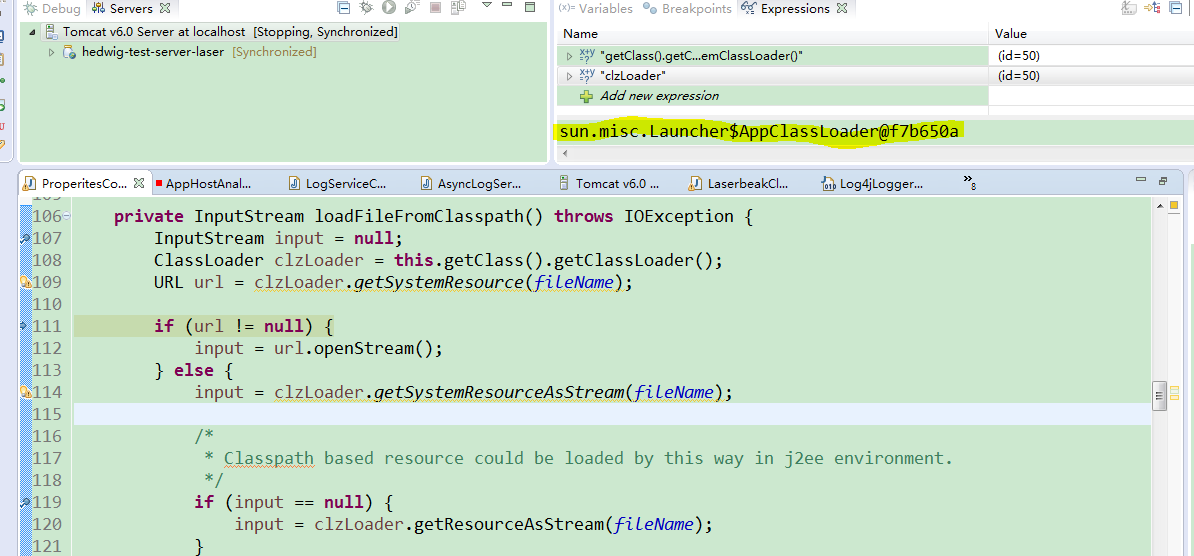 Debug Servers
Tomcat v6.0 Server at localhost [Stopping, Synchronized]
hedwig-test-server-laser [Synchronized]
(x)= Variables Breakpoints Expressions
Name Value
"getClass().getC...emClassLoader()" (id=50)
"clzLoader" (id=50)
Add new expression
sun.misc.Launcher$AppClassLoader@f7b650a
ProperitesCo... AppHostAnal... LogServiceC... AsyncLogSer... Tomcat v6.0 ... LaserbeakCl... Log4jLogger... »8
106 private InputStream loadFileFromClasspath() throws IOException {
107 InputStream input = null;
108 ClassLoader clzLoader = this.getClass().getClassLoader();
109 URL url = clzLoader.getSystemResource(fileName);
110
111 if (url != null) {
112 input = url.openStream();
113 } else {
114 input = clzLoader.getSystemResourceAsStream(fileName);
115
116 /*
117 * Classpath based resource could be loaded by this way in j2ee environment.
118 */
119 if (input == null) {
120 input = clzLoader.getResourceAsStream(fileName);
121 }